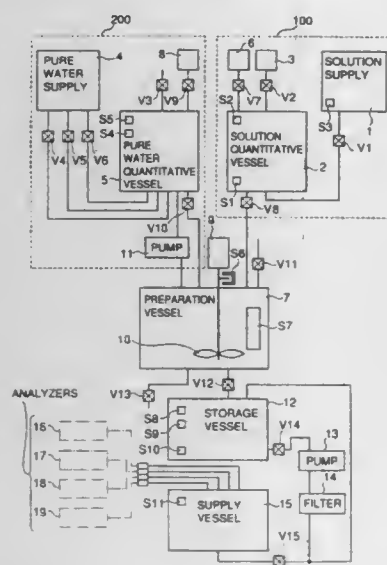 200
100
PURE
WATER
SUPPLY
4
8
6
3
SOLUTION
SUPPLY
S3
1
V3
V9
V7
V2
V4
V5
V6
S5
S4
PURE
WATER
QUANTITATIVE
VESSEL
5
S2
SOLUTION
QUANTITATIVE
VESSEL
S1
2
V1
V10
V8
11
PUMP
9
S6
V11
PREPARATION
VESSEL
7
10
S7
V13
V12
ANALYZERS
16
17
18
19
S8
S9
S10
STORAGE
VESSEL
12
V14
13
PUMP
14
FILTER
S11
SUPPLY
VESSEL
15
V15